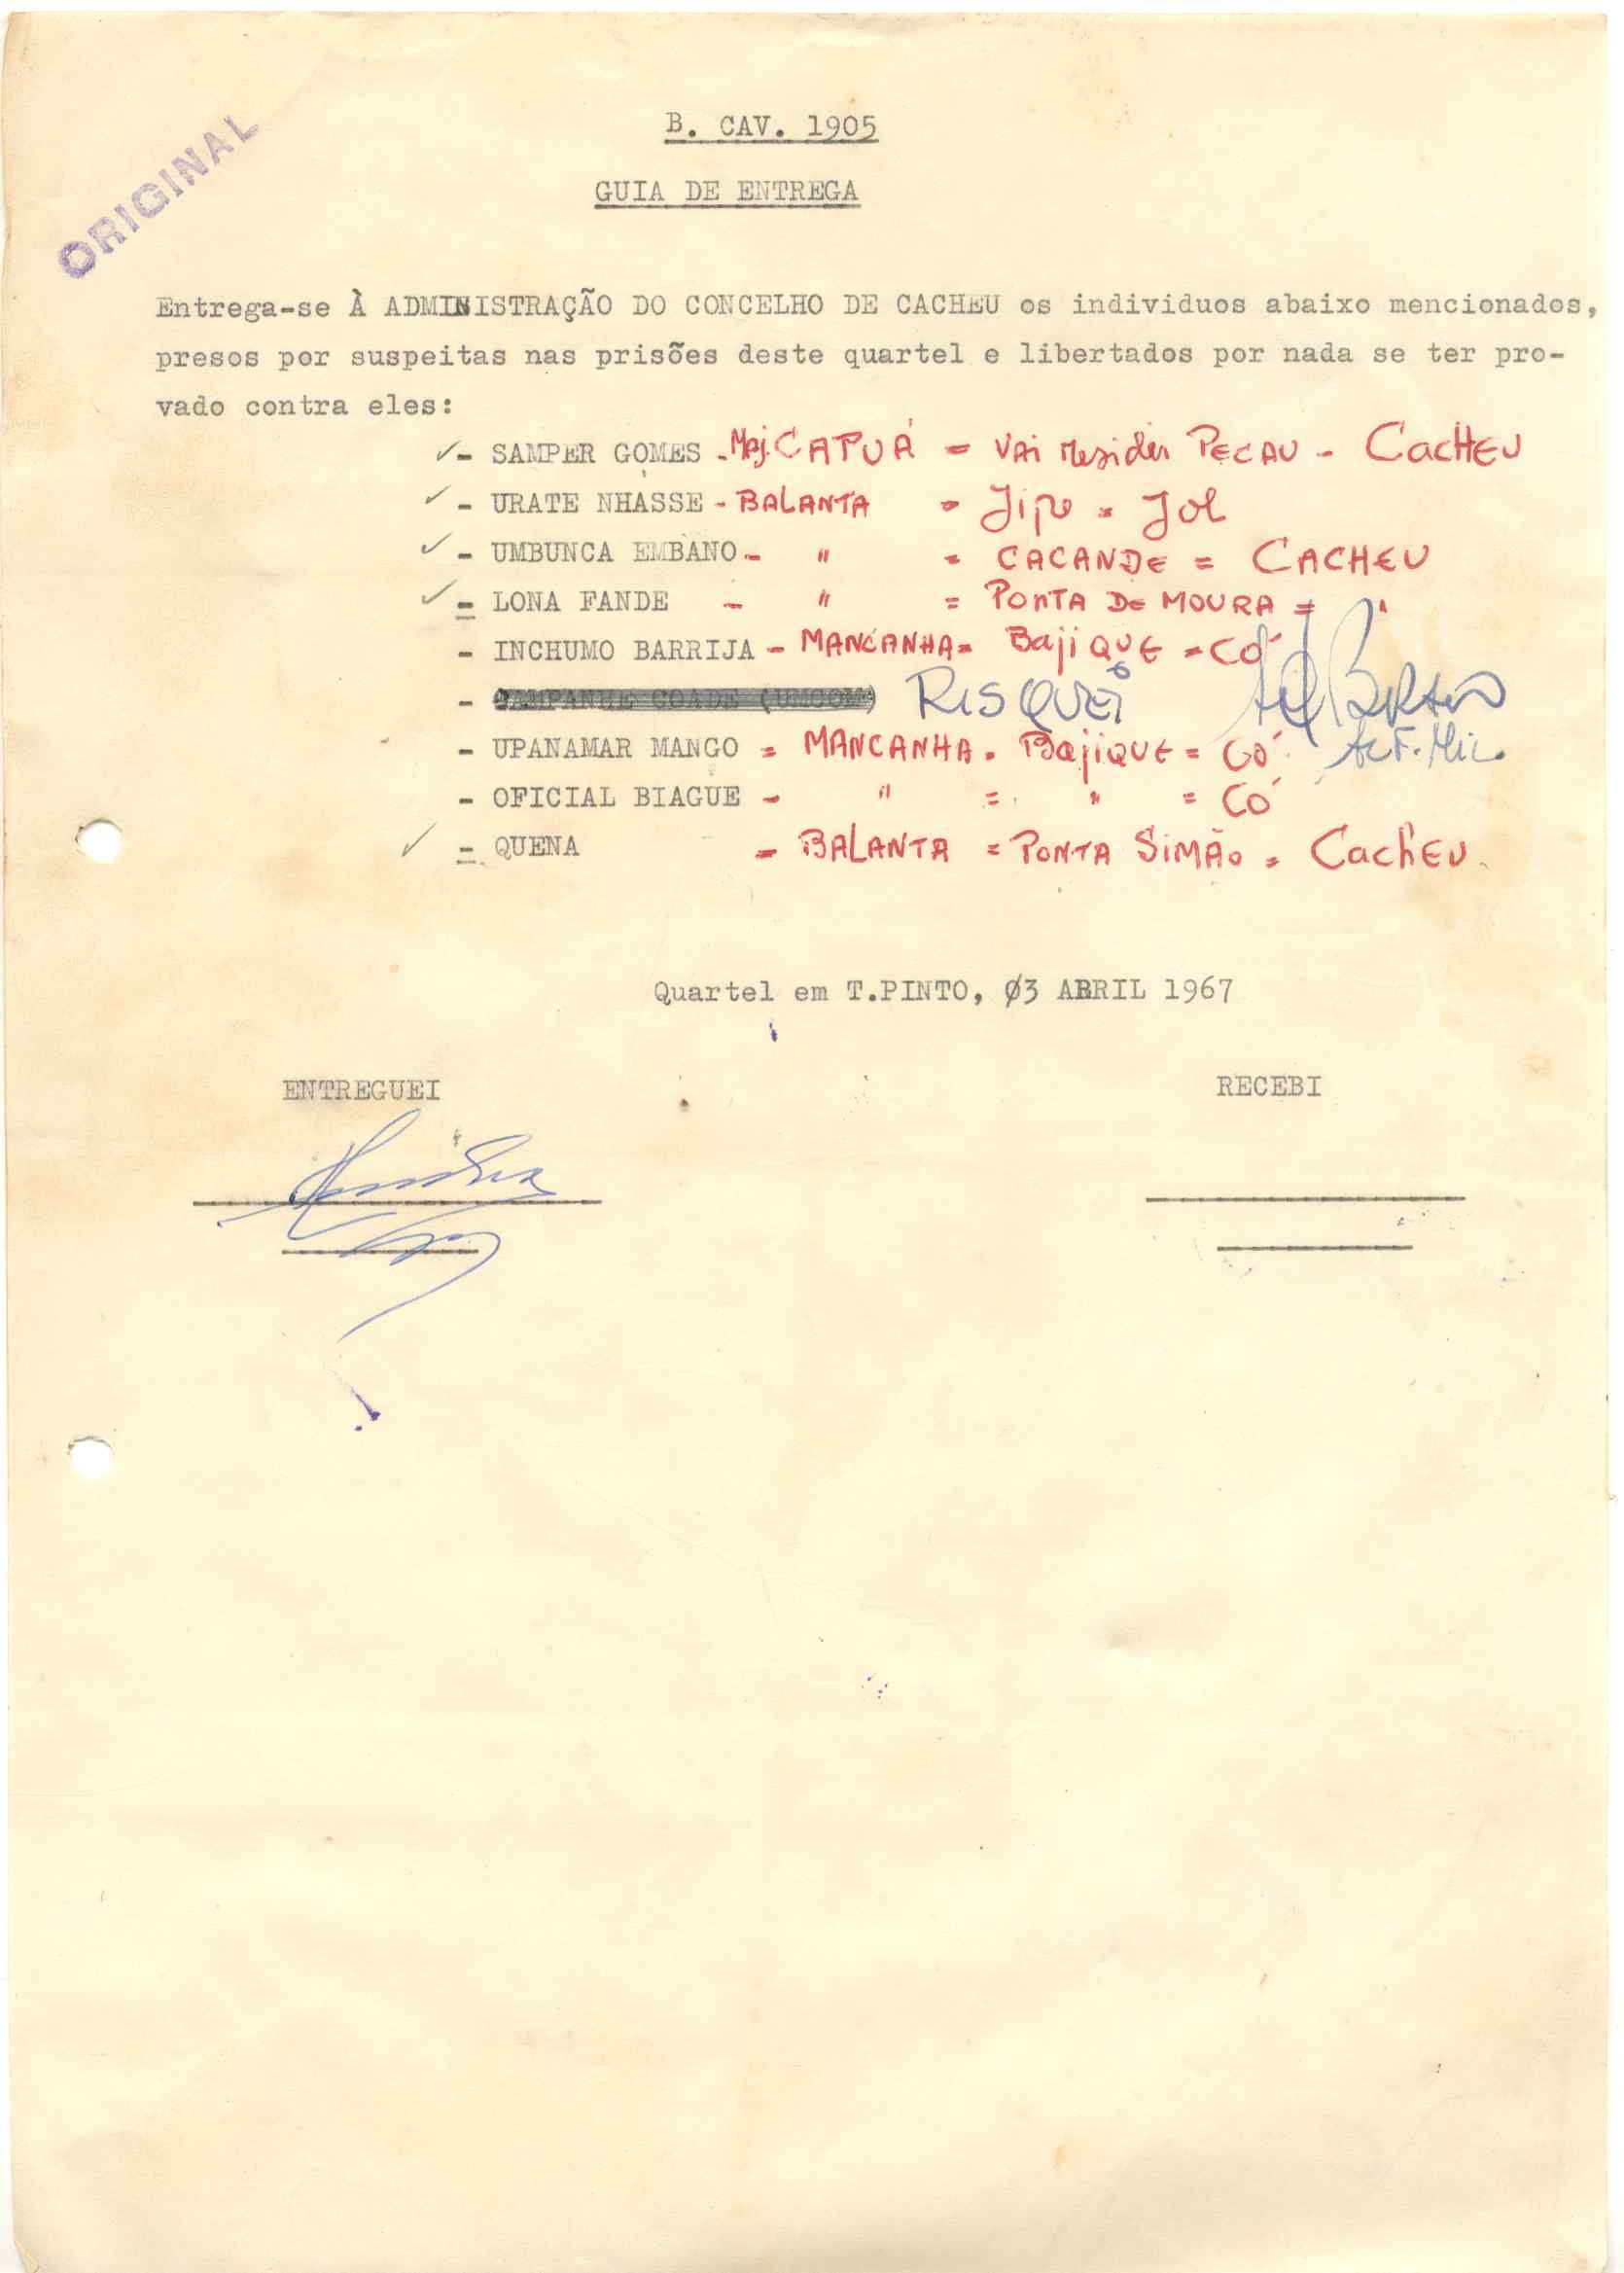 ORIGINAL
B. CAV. 1905
GUIA DE ENTREGA
Entrega-se À ADMINISTRAÇÃO DO CONCELHO DE CACHEU os individuos abaixo mencionados,
presos por suspeitas nas prisões deste quartel e libertados por nada se ter pro-
vado contra eles:
✓- SAMPER GOMES - CAPUÁ = VAi residir PECAU - CACHEU
✓ - URATE NHASSE - BALANTA = Jipo = Jol
✓ - UMBUNCA EMBANO - " = CACANDE = CACHEU
✓ - LONA FANDE - " = PONTA DE MOURA = "
- INCHUMO BARRIJA - MANCANHA = BajiQUE = CÓ
- RISQUEI
- UPANAMAR MANGO = MANCANHA = BajiQUE = CÓ Alf. Mil.
- OFICIAL BIAGUE - " = " = CÓ
✓ - QUENA - BALANTA = PONTA SIMÃO = CachEU
Quartel em T.PINTO, 03 ABRIL 1967
ENTREGUEI RECEBI